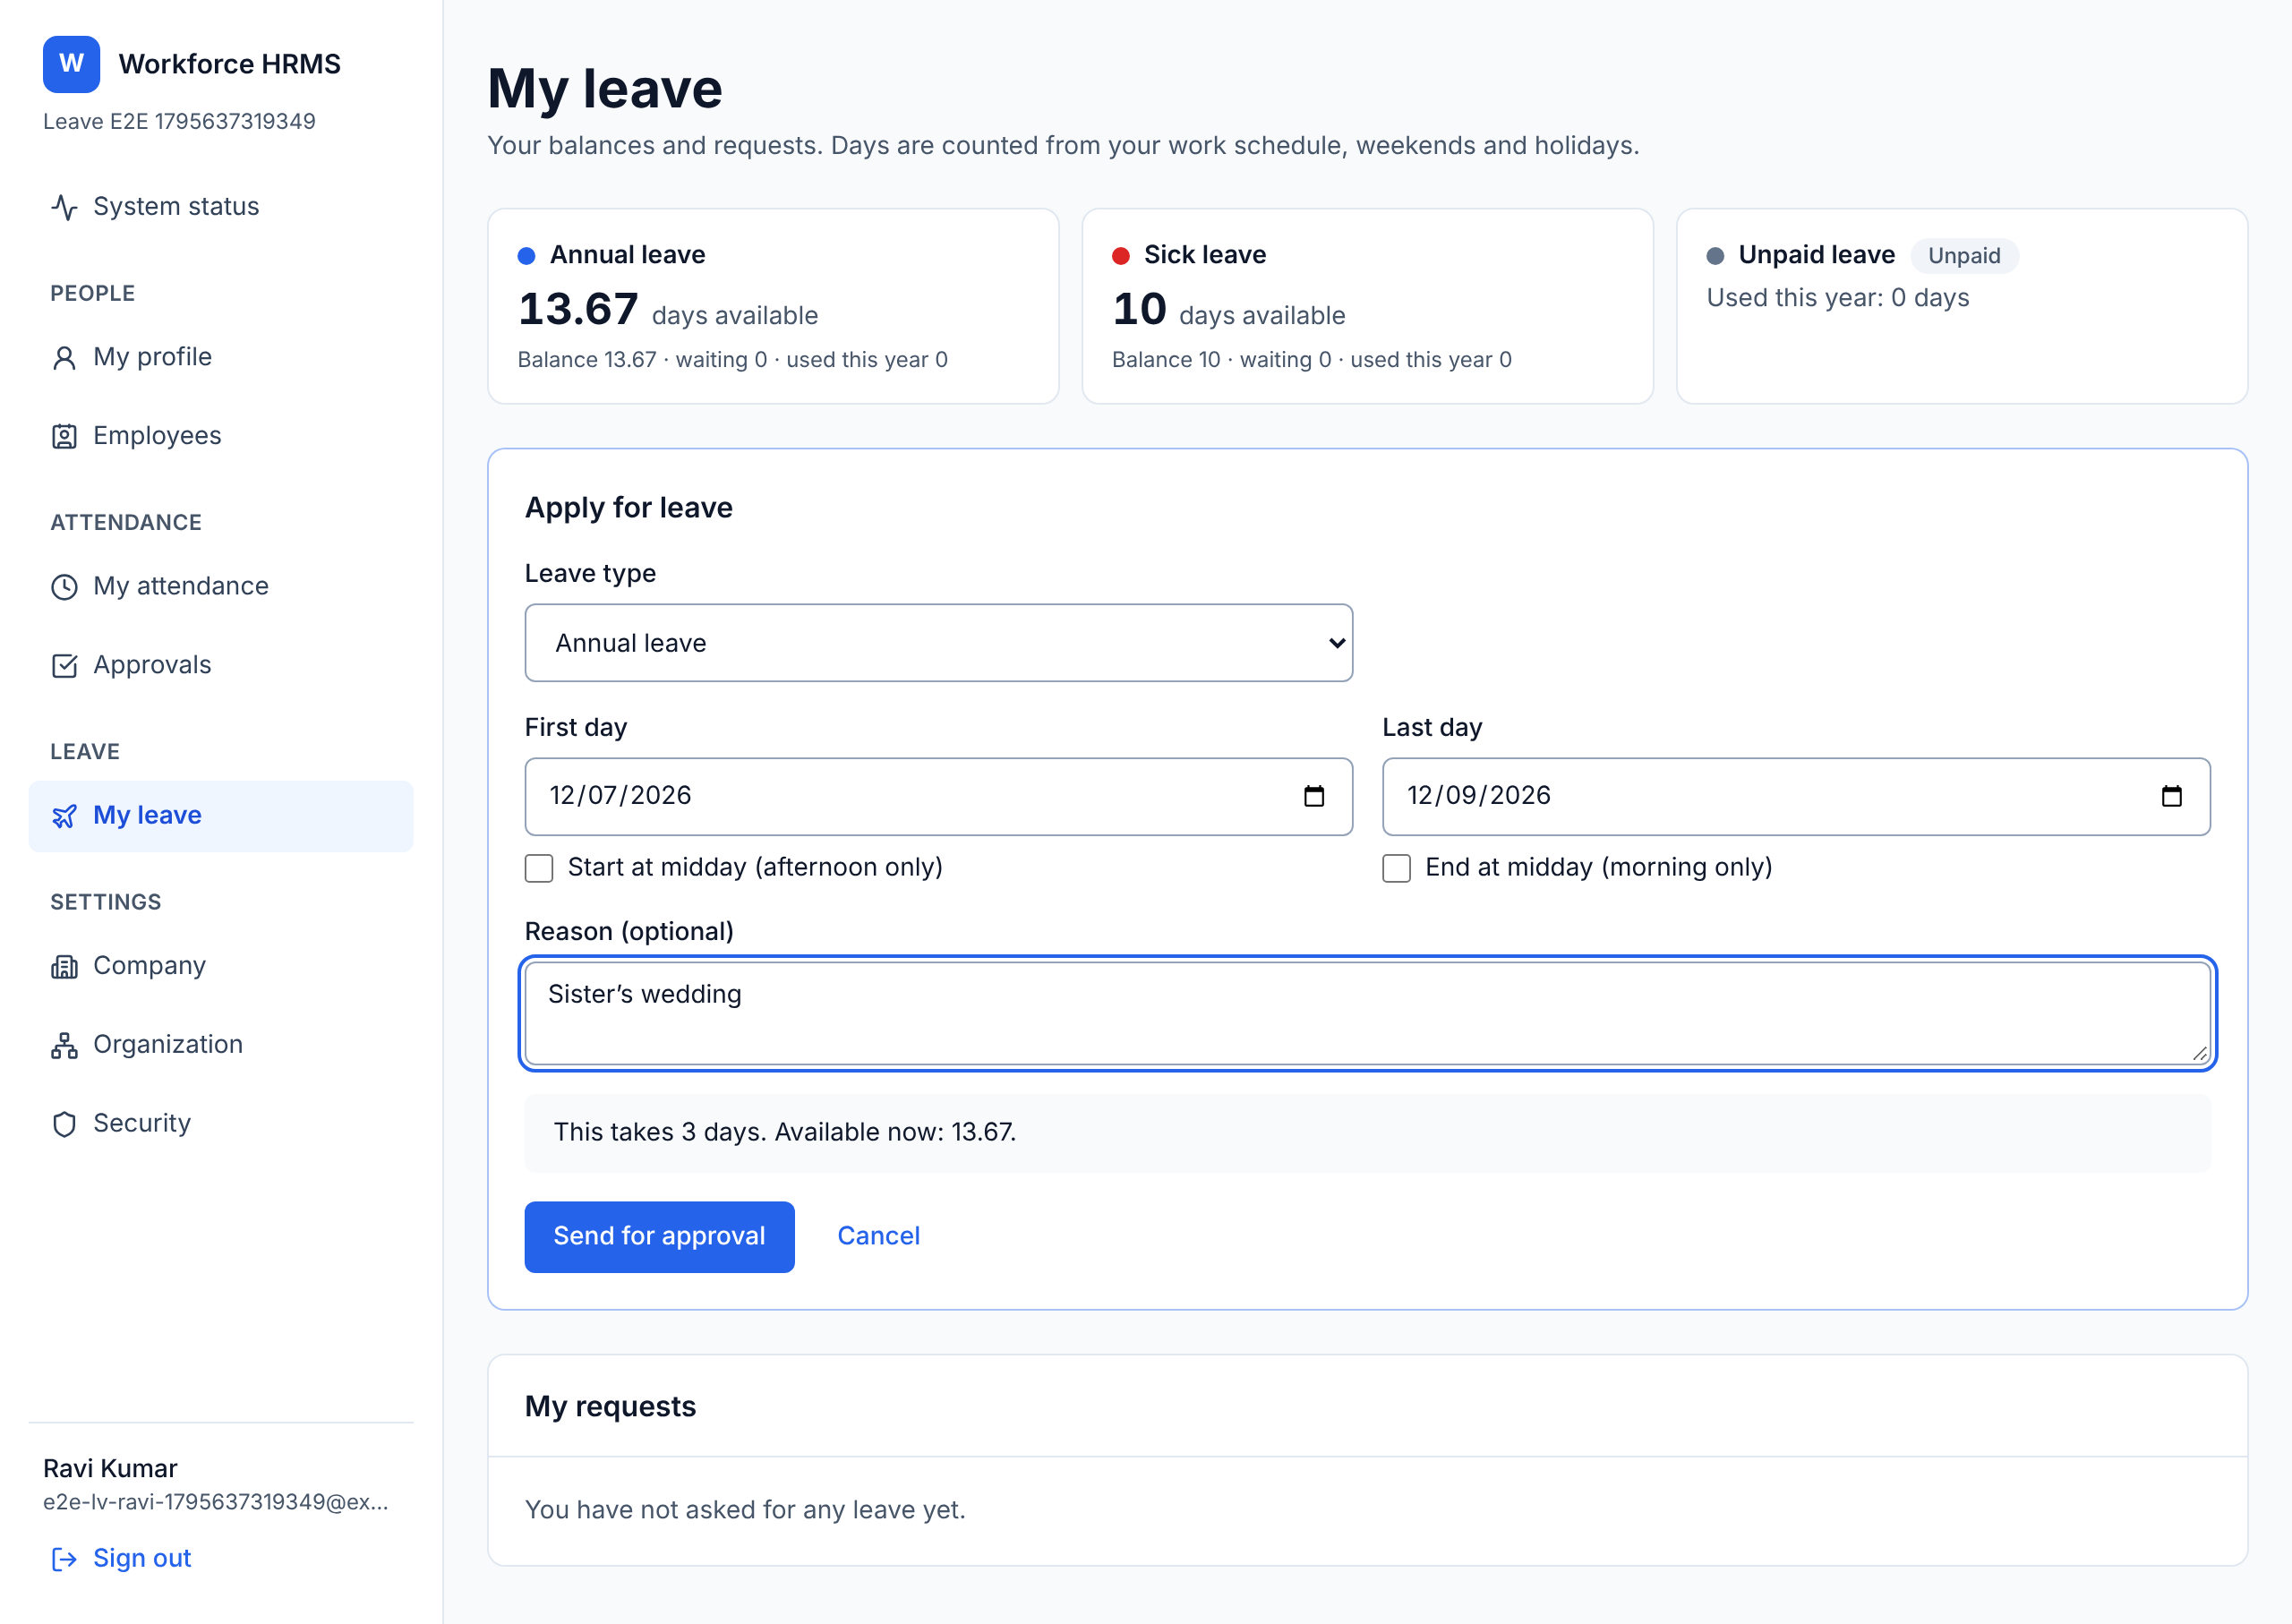 W
Workforce HRMS
Leave E2E 1795637319349
System status
PEOPLE
My profile
Employees
ATTENDANCE
My attendance
Approvals
LEAVE
My leave
SETTINGS
Company
Organization
Security
Ravi Kumar
e2e-lv-ravi-1795637319349@ex...
Sign out
My leave
Your balances and requests. Days are counted from your work schedule, weekends and holidays.
Annual leave
13.67 days available
Balance 13.67 · waiting 0 · used this year 0
Sick leave
10 days available
Balance 10 · waiting 0 · used this year 0
Unpaid leave Unpaid
Used this year: 0 days
Apply for leave
Leave type
Annual leave
First day
12/07/2026
Start at midday (afternoon only)
Last day
12/09/2026
End at midday (morning only)
Reason (optional)
Sister’s wedding
This takes 3 days. Available now: 13.67.
Send for approval Cancel
My requests
You have not asked for any leave yet.